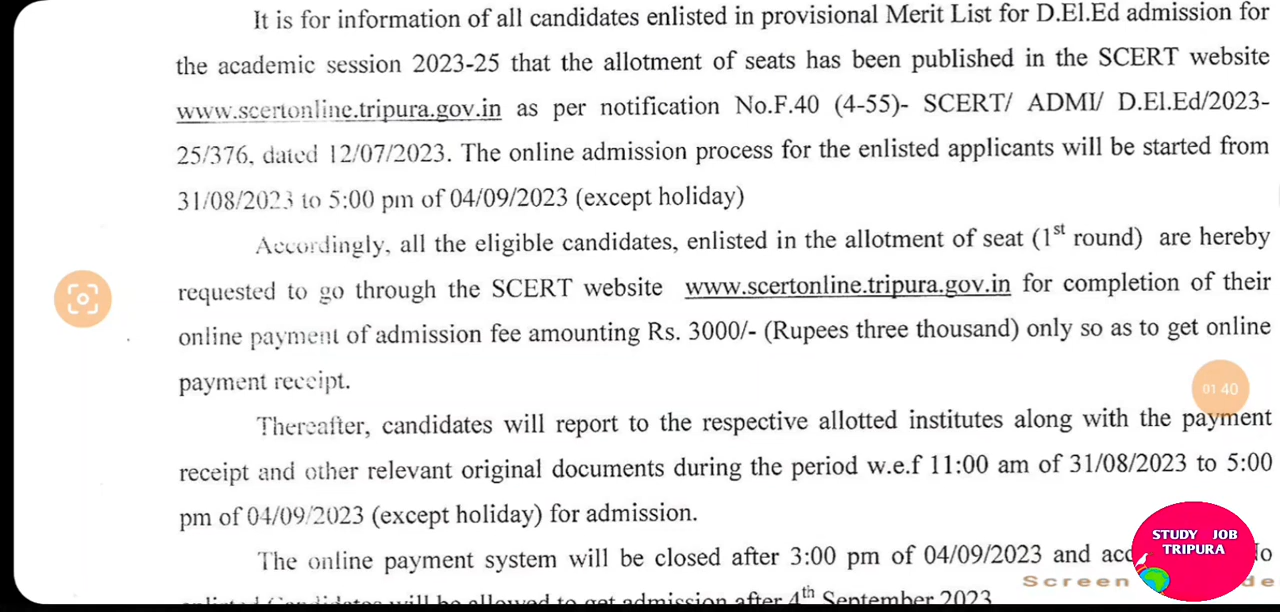 It is for information of all candidates enlisted in provisional Merit List for D.El.Ed admission for
the academic session 2023-25 that the allotment of seats has been published in the SCERT website
www.scertonline.tripura.gov.in as per notification No.F.40 (4-55)- SCERT/ ADMI/ D.El.Ed/2023-
25/376, dated 12/07/2023. The online admission process for the enlisted applicants will be started from
31/08/2023 to 5:00 pm of 04/09/2023 (except holiday)
Accordingly, all the eligible candidates, enlisted in the allotment of seat (1st round) are hereby
requested to go through the SCERT website www.scertonline.tripura.gov.in for completion of their
online payment of admission fee amounting Rs. 3000/- (Rupees three thousand) only so as to get online
payment receipt.
01:40
Thereafter, candidates will report to the respective allotted institutes along with the payment
receipt and other relevant original documents during the period w.e.f 11:00 am of 31/08/2023 to 5:00
pm of 04/09/2023 (except holiday) for admission.
The online payment system will be closed after 3:00 pm of 04/09/2023 and
STUDY JOB
TRIPURA
Screen
will be allowed to get admission after 4th September 2023